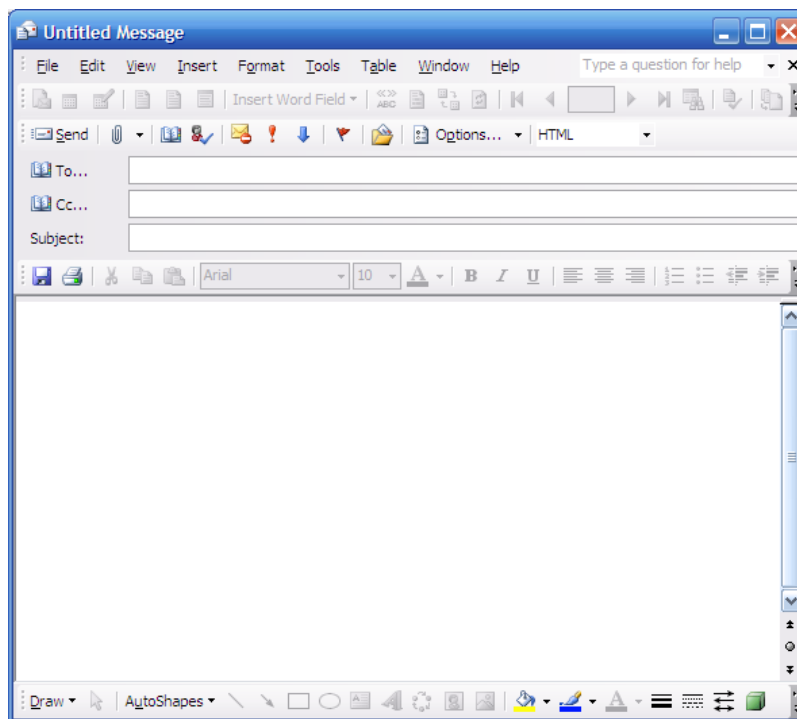 Untitled Message
File Edit View Insert Format Tools Table Window Help Type a question for help
Insert Word Field ABC
Send Options... HTML
To...
Cc...
Subject:
Arial 10 A B I U
Draw AutoShapes A